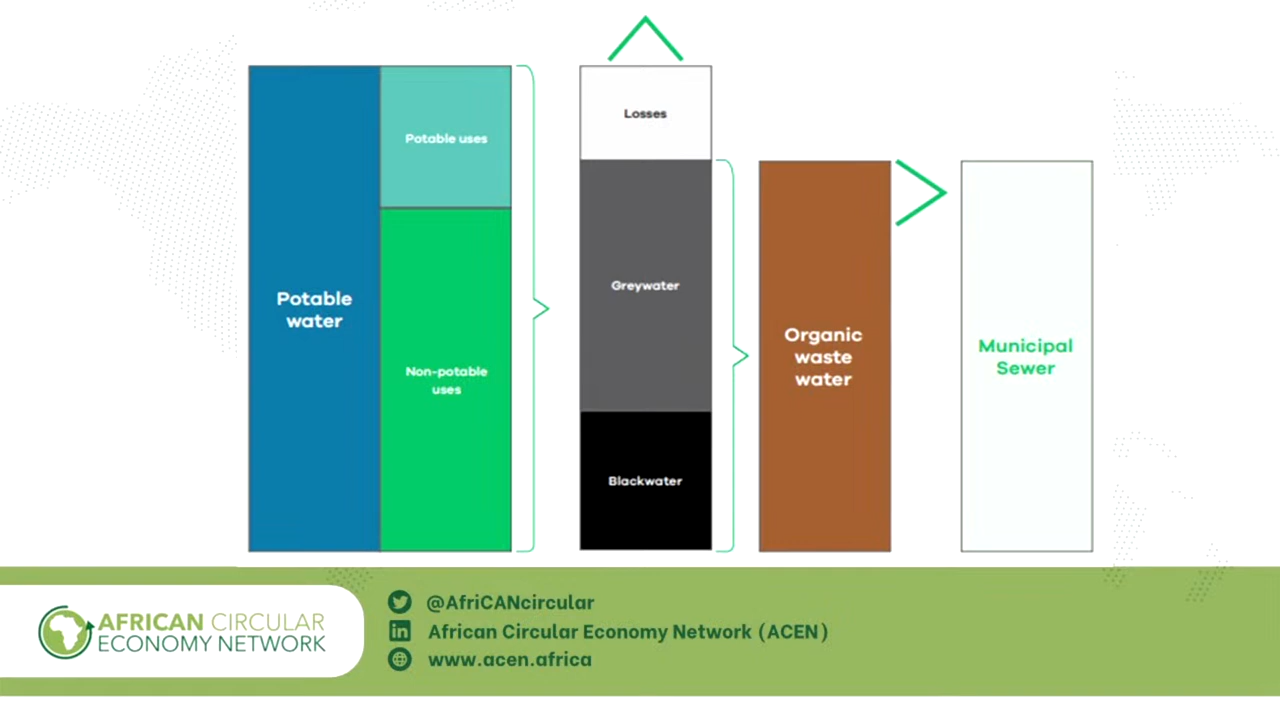 Potable
water
Potable uses
Non-potable
uses
Losses
Greywater
Blackwater
Organic
waste
water
Municipal
Sewer
AFRICAN CIRCULAR
ECONOMY NETWORK
@AfriCANcircular
African Circular Economy Network (ACEN)
www.acen.africa